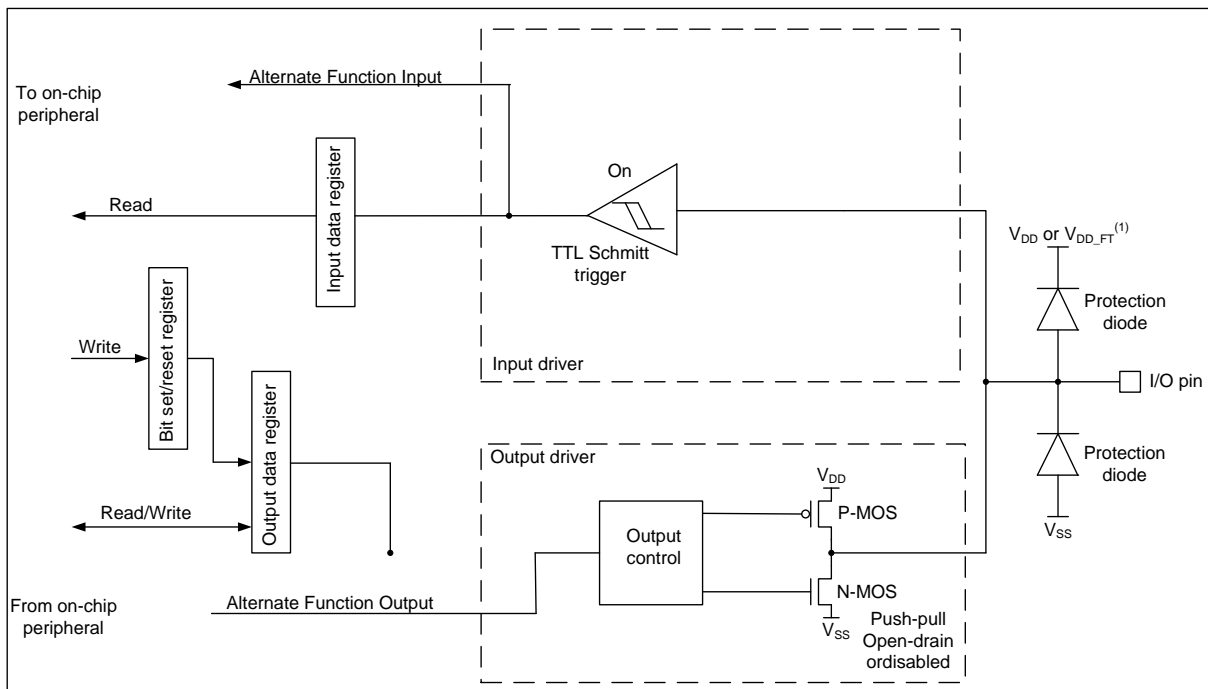 Alternate Function Input
To on-chip
peripheral
Input data register
On
Read
TTL Schmitt
trigger
V_DD or V_DD_FT(1)
Protection
diode
Bit set/reset register
Write
Input driver
I/O pin
Output data register
Output driver
V_DD
P-MOS
Protection
diode
Read/Write
Output
control
V_SS
N-MOS
From on-chip
peripheral
Alternate Function Output
V_SS
Push-pull
Open-drain
ordisabled